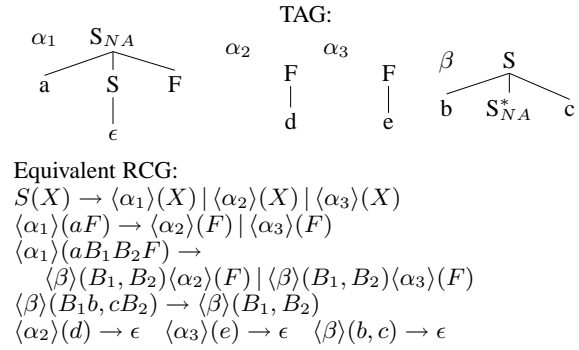 TAG:
α₁ S_NA α₂ α₃ β S
a S F F F b S*_NA c
ϵ d e
Equivalent RCG:
S(X) → ⟨α₁⟩(X) | ⟨α₂⟩(X) | ⟨α₃⟩(X)
⟨α₁⟩(aF) → ⟨α₂⟩(F) | ⟨α₃⟩(F)
⟨α₁⟩(aB₁B₂F) →
⟨β⟩(B₁, B₂)⟨α₂⟩(F) | ⟨β⟩(B₁, B₂)⟨α₃⟩(F)
⟨β⟩(B₁b, cB₂) → ⟨β⟩(B₁, B₂)
⟨α₂⟩(d) → ϵ ⟨α₃⟩(e) → ϵ ⟨β⟩(b, c) → ϵ